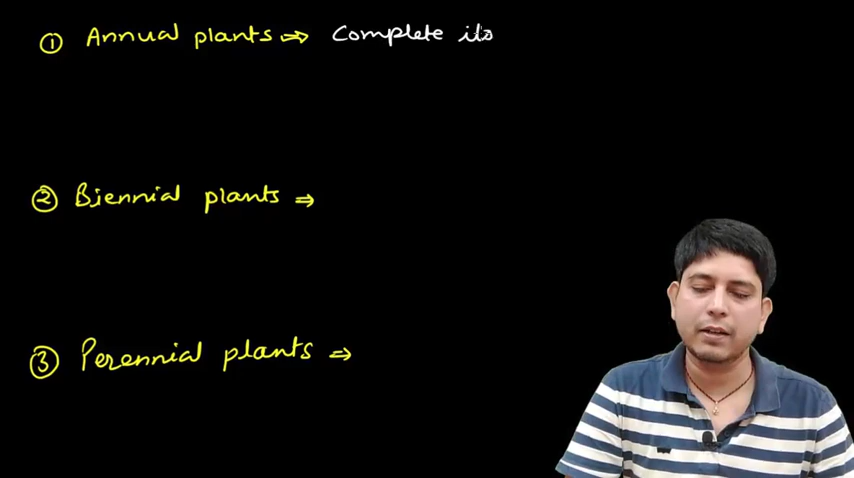 ① Annual plants ⇒ Complete its
② Biennial plants ⇒
③ Perennial plants ⇒